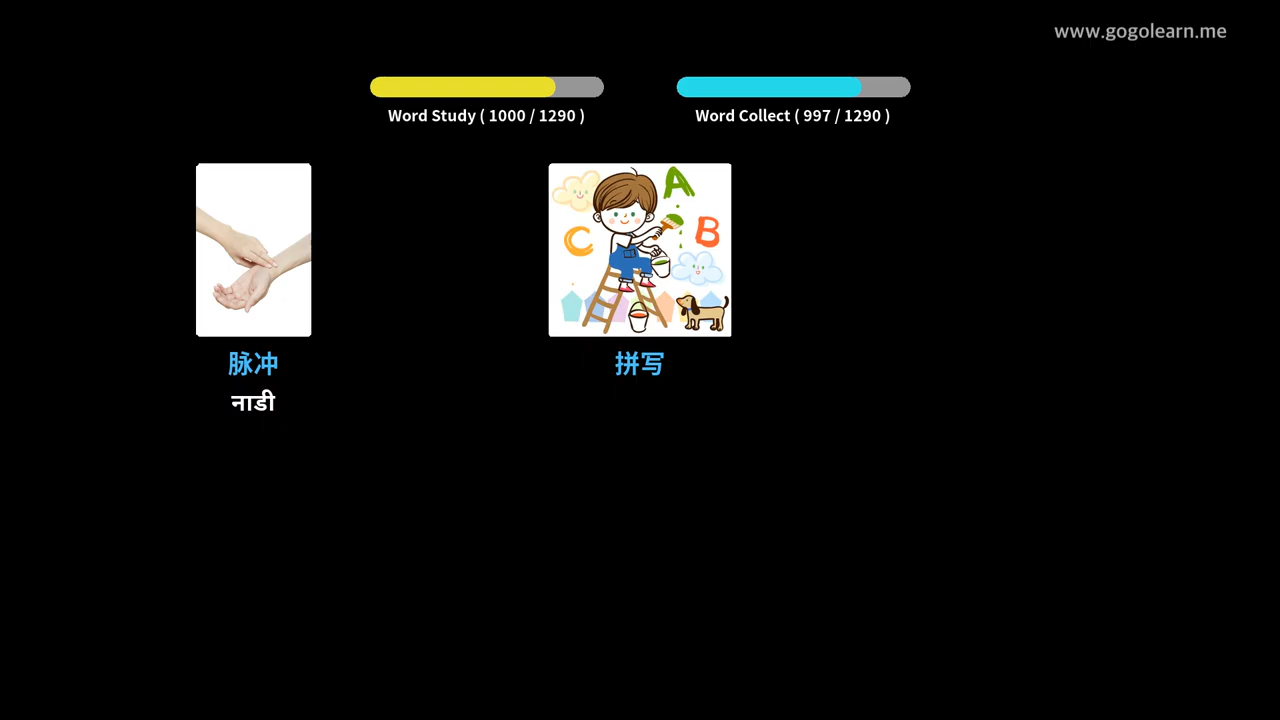 www.gogolearn.me
Word Study ( 1000 / 1290 )
Word Collect ( 997 / 1290 )
A
B
C
脉冲
拼写
नाडी